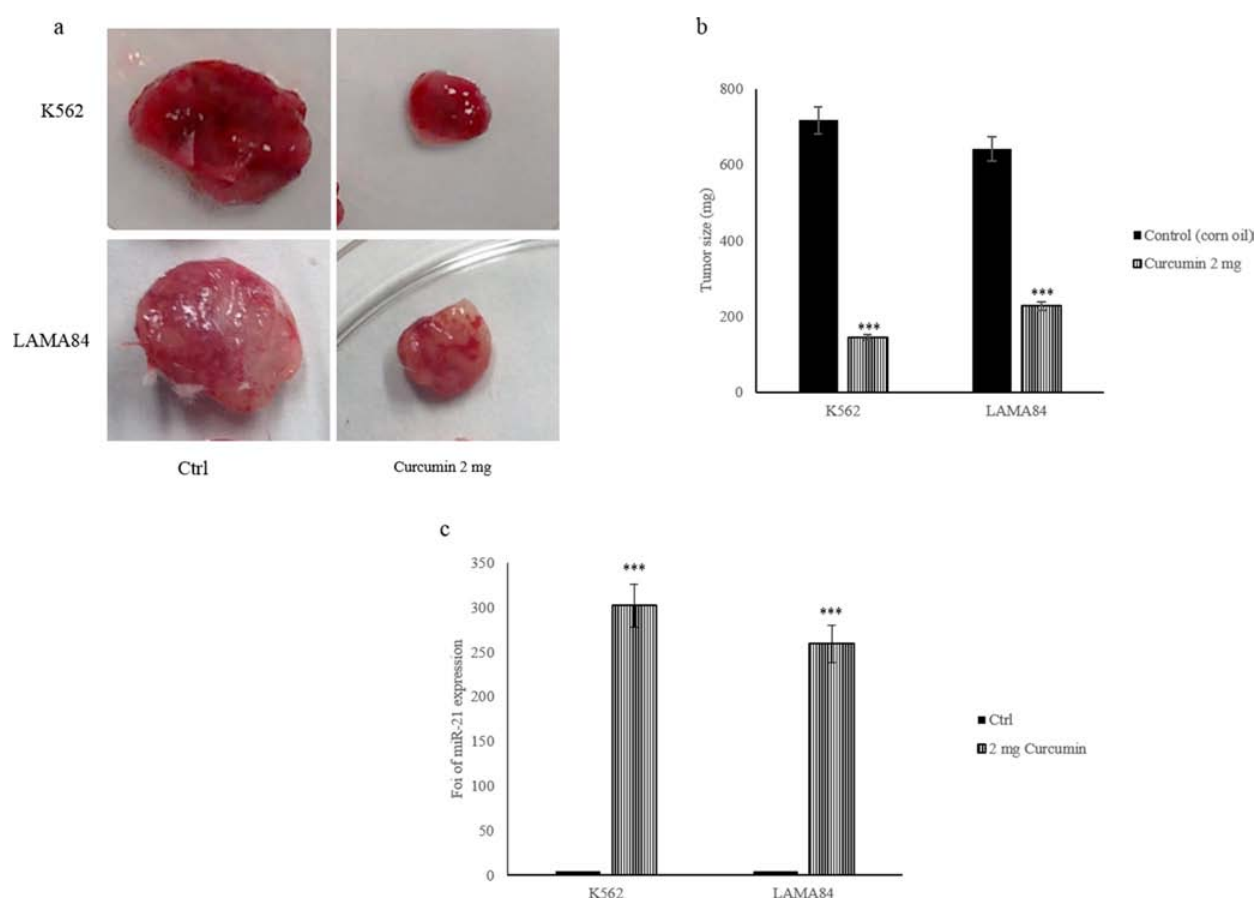 a
K562
LAMA84
Ctrl
Curcumin 2 mg
b
800
600
400
200
0
Tumor size (mg)
***
***
K562
LAMA84
Control (corn oil)
Curcumin 2 mg
c
350
300
250
200
150
100
50
0
Foi of miR-21 expression
***
***
K562
LAMA84
Ctrl
2 mg Curcumin